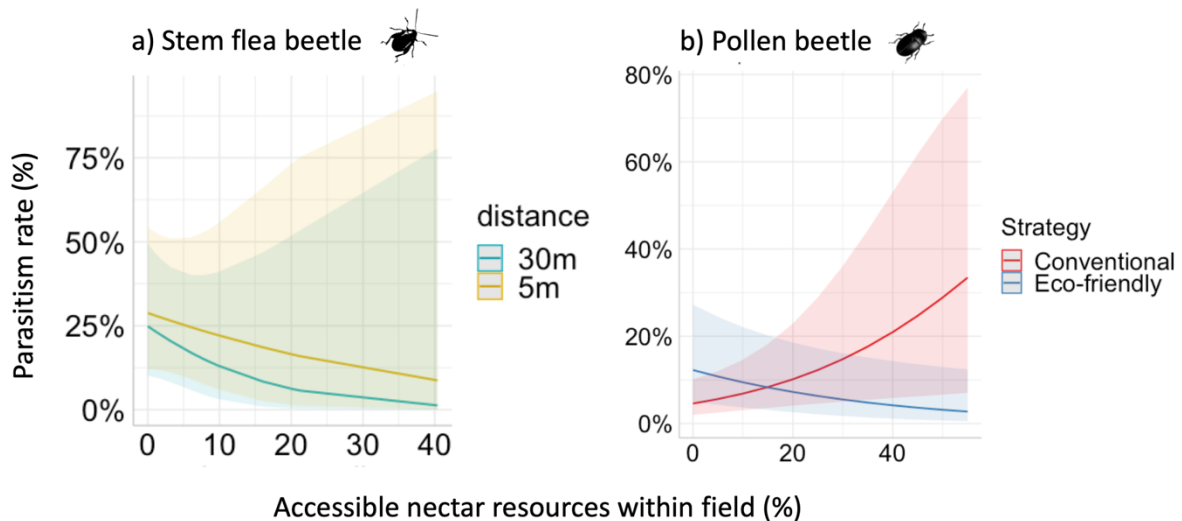 a) Stem flea beetle
b) Pollen beetle
Parasitism rate (%)
75%
50%
25%
0%
0 10 20 30 40
distance
30m
5m
80%
60%
40%
20%
0%
0 20 40
Strategy
Conventional
Eco-friendly
Accessible nectar resources within field (%)